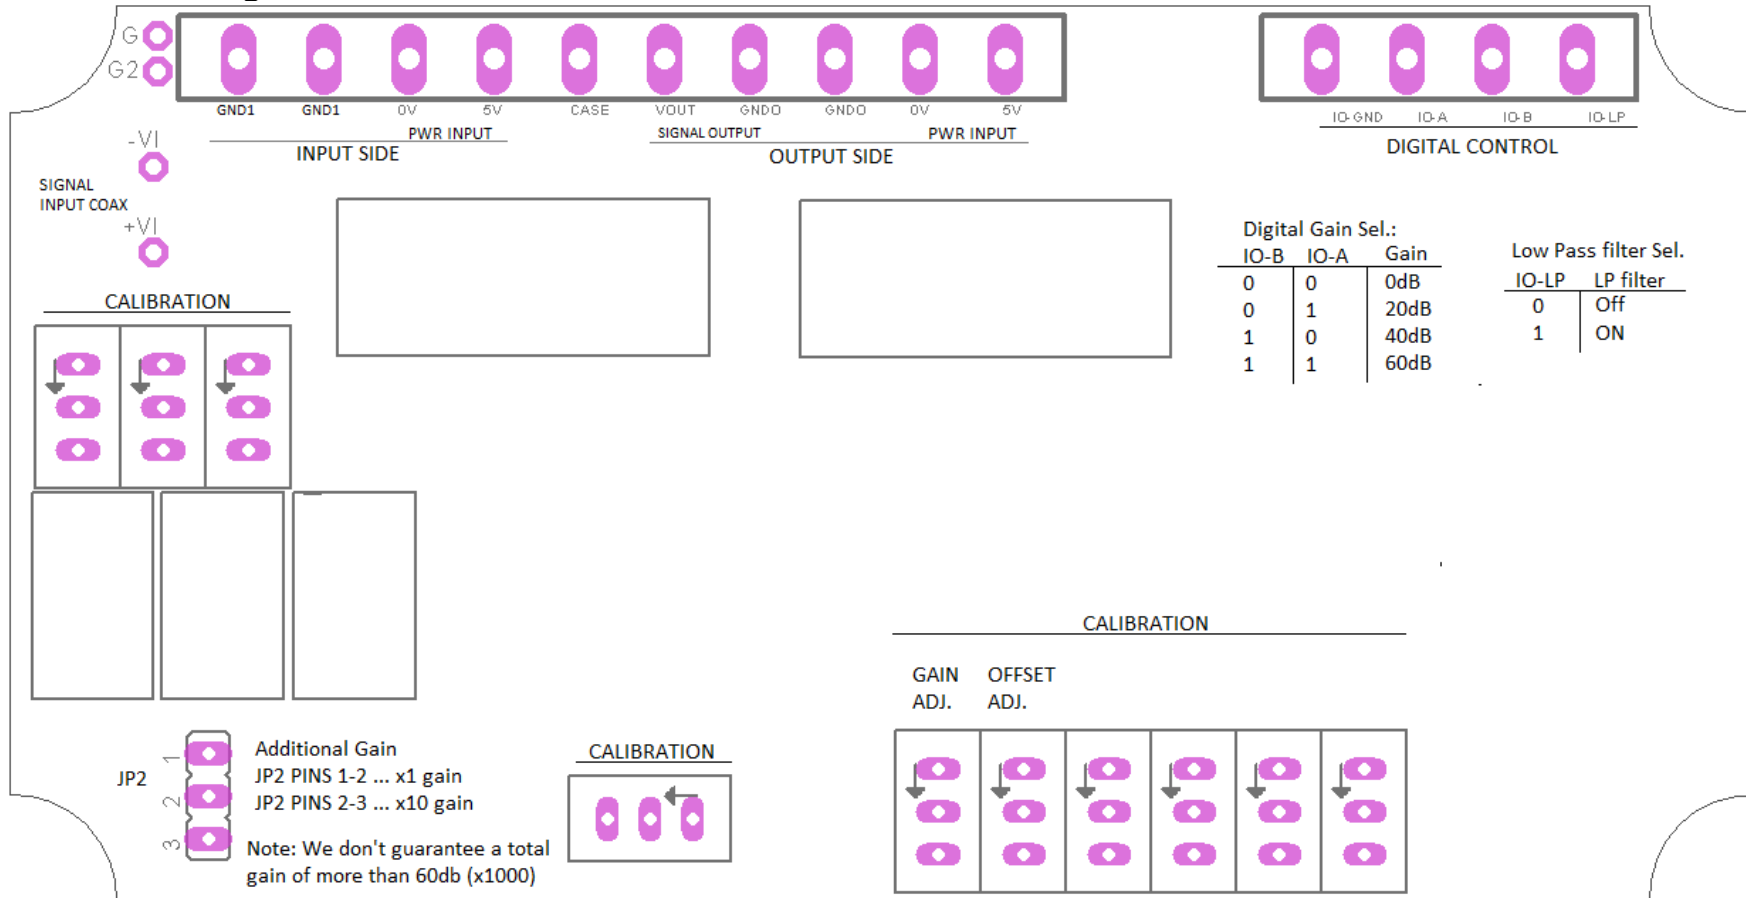 G
G2
GND1 GND1 0V 5V CASE VOUT GNDO GNDO 0V 5V
PWR INPUT SIGNAL OUTPUT PWR INPUT
INPUT SIDE OUTPUT SIDE
IO-GND IO-A IO-B IO-LP
DIGITAL CONTROL
-VI
SIGNAL
INPUT COAX
+VI
Digital Gain Sel.:
IO-B IO-A Gain
0 0 0dB
0 1 20dB
1 0 40dB
1 1 60dB
Low Pass filter Sel.
IO-LP LP filter
0 Off
1 ON
CALIBRATION
CALIBRATION
GAIN OFFSET
ADJ. ADJ.
JP2
1
2
3
Additional Gain
JP2 PINS 1-2 ... x1 gain
JP2 PINS 2-3 ... x10 gain
Note: We don't guarantee a total
gain of more than 60db (x1000)
CALIBRATION